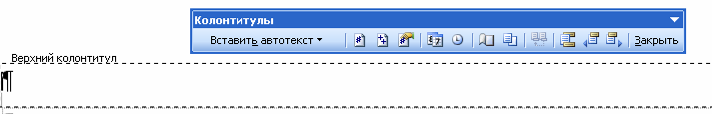 Колонтитулы
Вставить автотекст Закрыть
Верхний колонтитул
¶